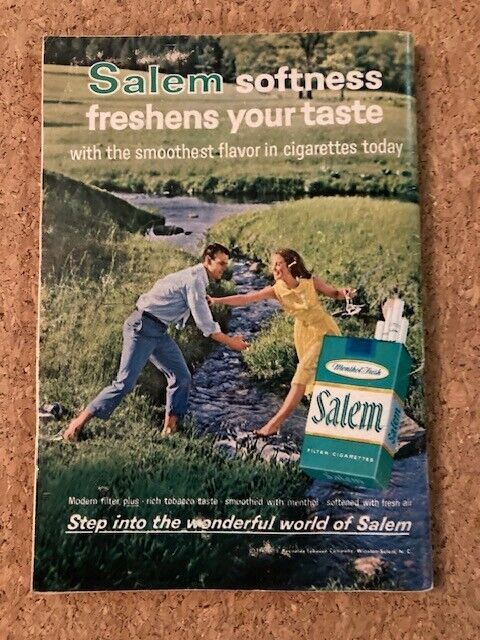 Salem softness
freshens your taste
with the smoothest flavor in cigarettes today
Menthol Fresh
Salem
FILTER CIGARETTES
Salem
Modern filter, plus · rich tobacco taste · smoothed with menthol · softened with fresh air
Step into the wonderful world of Salem
Reynolds Tobacco Company, Winston-Salem, N. C.